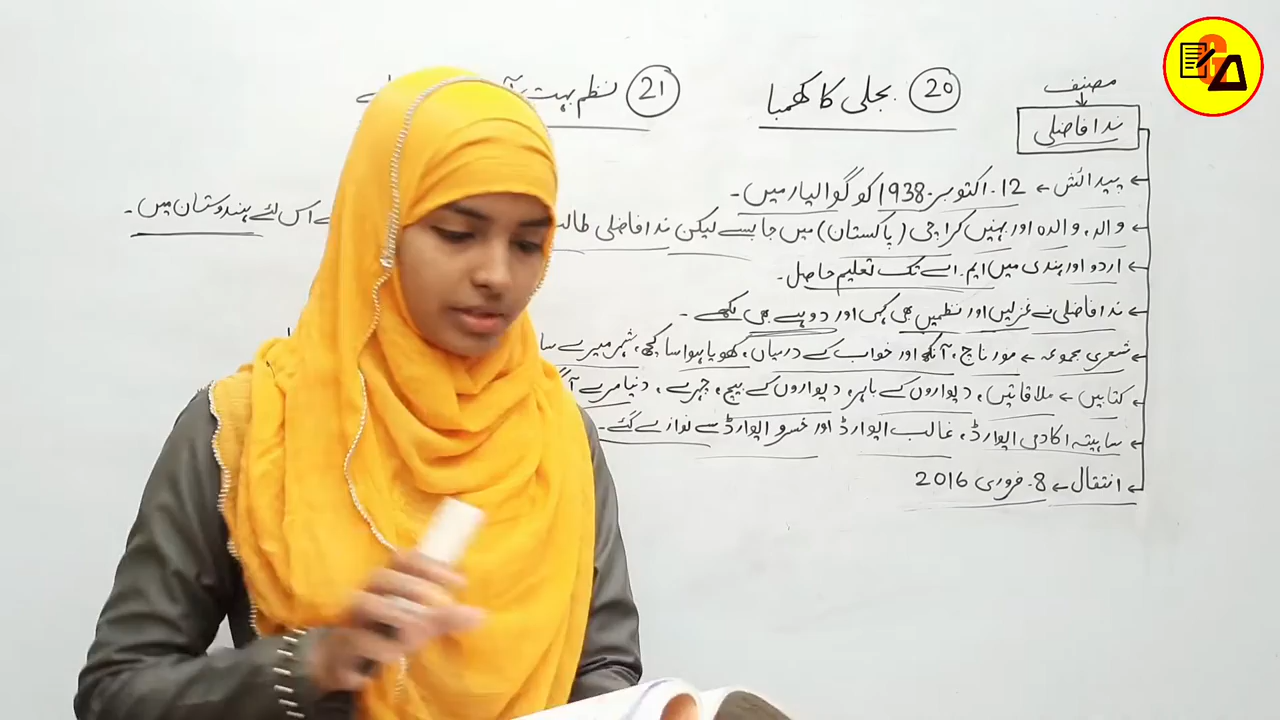 مصنف
ندا فاضلی
20 بجلی کا کھمبا
21 نظم بہت
پیدائش ← 12۔اکتوبر۔1938 کو گوالیار میں۔
والد، والدہ اور بہنیں کراچی (پاکستان) میں جا بسے لیکن ندا فاضلی اس لئے ہندوستان میں۔
اردو اور ہندی میں ایم۔اے تک تعلیم حاصل۔
ندا فاضلی نے غزلیں اور نظمیں بھی کہیں اور دوہے بھی لکھے۔
شعری مجموعہ ← مور ناچ، آنکھ اور خواب کے درمیاں، کھویا ہوا سا کچھ، شہر میرے سا
کتابیں ← ملاقاتیں، دیواروں کے باہر، دیواروں کے بیچ، چہرے، دنیا مرے آگ
ساہتیہ اکادمی ایوارڈ، غالب ایوارڈ اور خسرو ایوارڈ سے نوازے گئے۔
انتقال ← 8۔فروری 2016